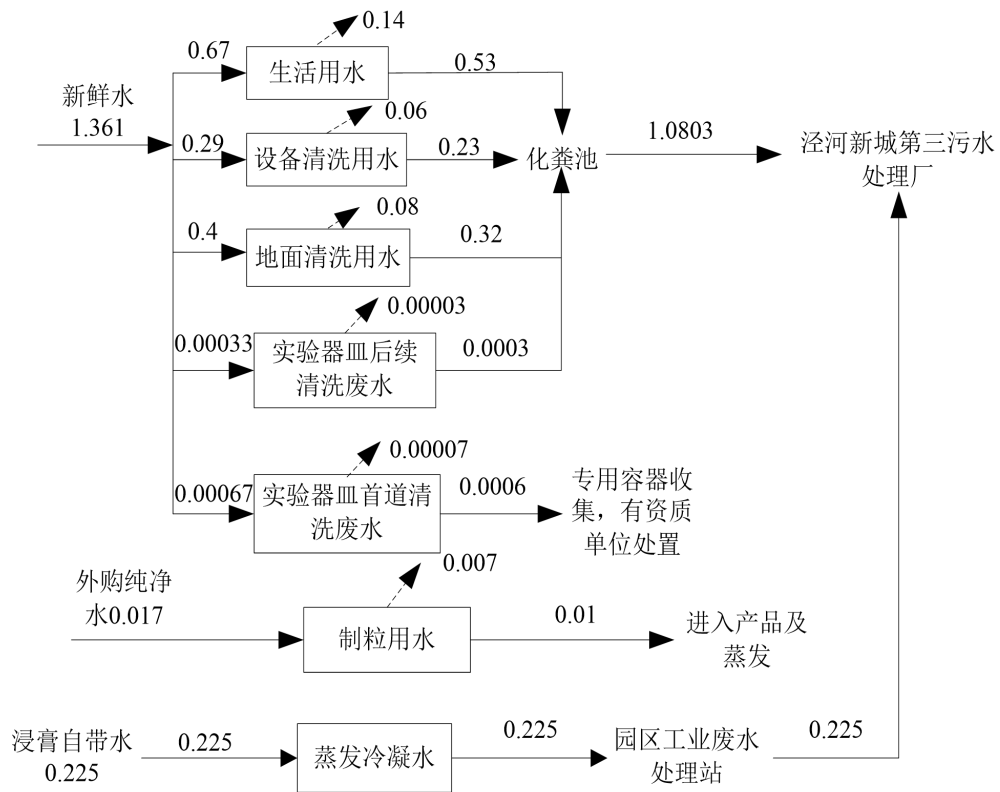 0.14
0.67
生活用水
0.53
新鲜水
1.361
0.06
0.29
设备清洗用水
0.23
化粪池
1.0803
泾河新城第三污水
处理厂
0.08
0.4
地面清洗用水
0.32
0.00003
0.00033
实验器皿后续
清洗废水
0.0003
0.00007
0.00067
实验器皿首道清
洗废水
0.0006
专用容器收
集，有资质
单位处置
0.007
外购纯净
水0.017
制粒用水
0.01
进入产品及
蒸发
浸膏自带水
0.225
0.225
蒸发冷凝水
0.225
园区工业废水
处理站
0.225